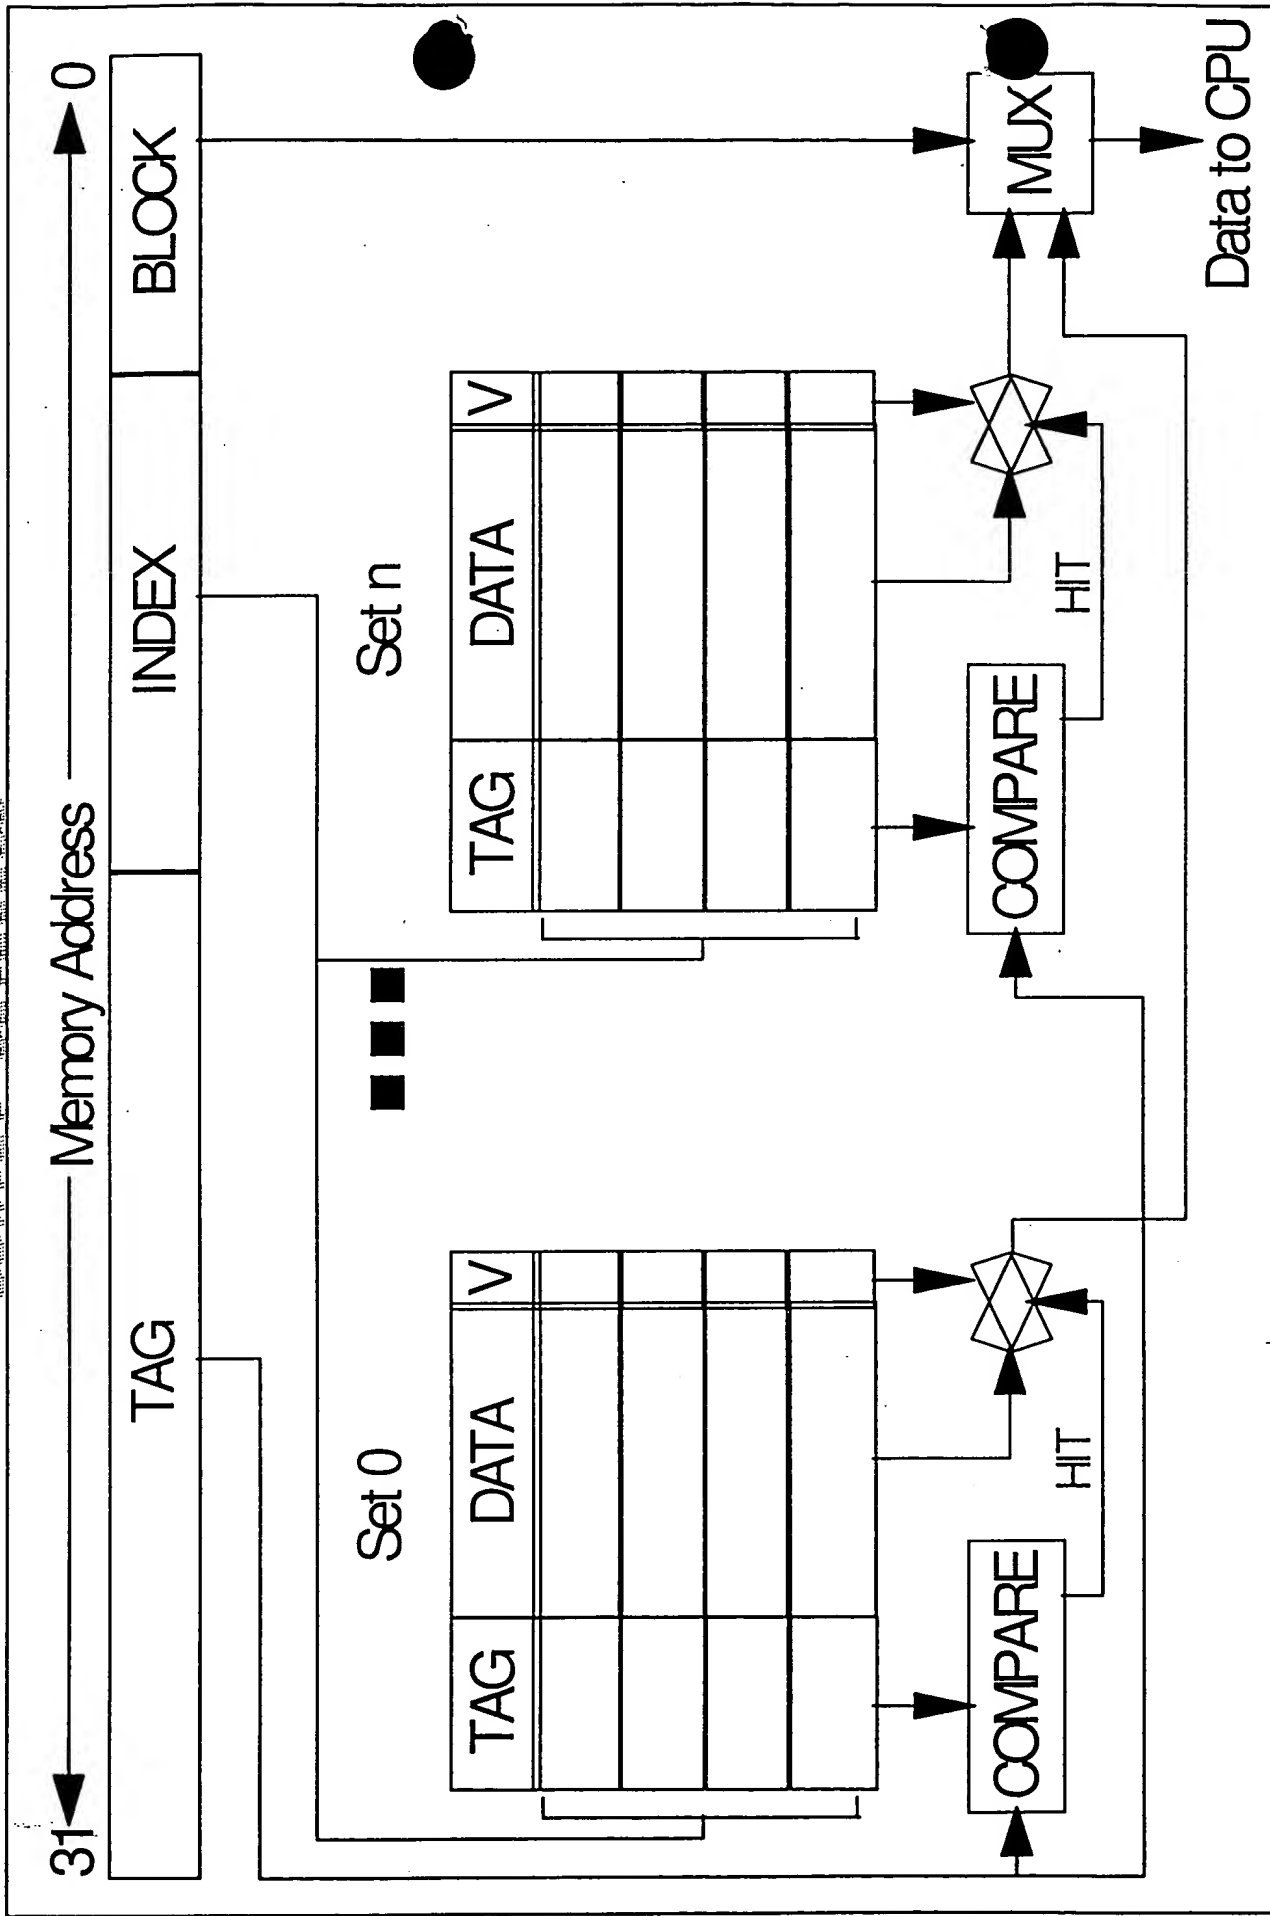 31 Memory Address 0
TAG INDEX BLOCK
Set 0 Set n
TAG DATA V TAG DATA V
COMPARE COMPARE MUX
HIT HIT
Data to CPU